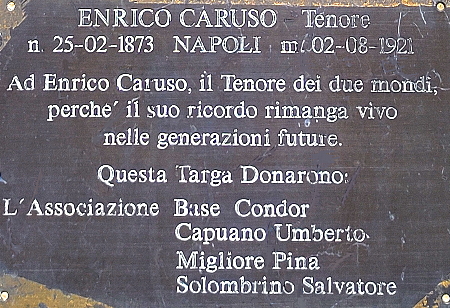 ENRICO CARUSO Tenore
n. 25-02-1873 NAPOLI m. 02-08-1921
Ad Enrico Caruso, il Tenore dei due mondi,
perche´ il suo ricordo rimanga vivo
nelle generazioni future.
Questa Targa Donarono:
L´Associazione Base Condor
Capuano Umberto
Migliore Pina
Solombrino Salvatore